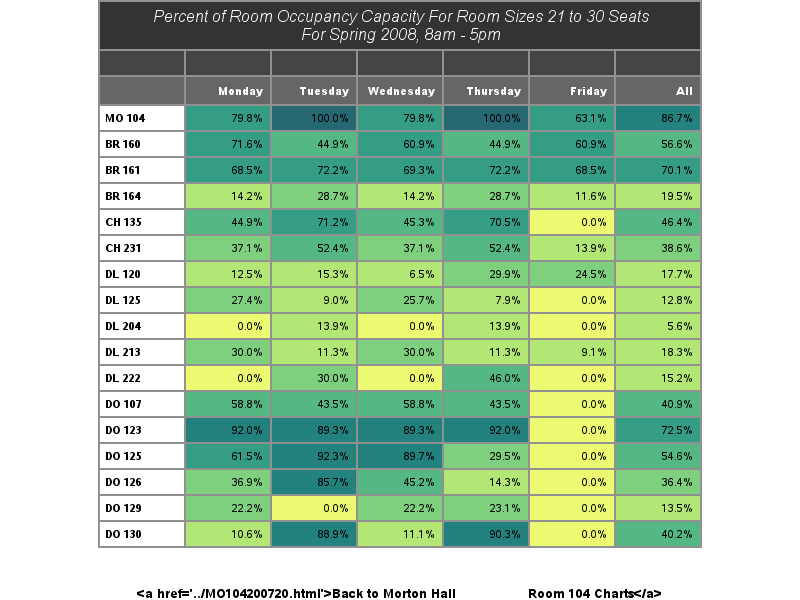 Percent of Room Occupancy Capacity For Room Sizes 21 to 30 Seats
For Spring 2008, 8am - 5pm
Monday Tuesday Wednesday Thursday Friday All
MO 104 79.8% 100.0% 79.8% 100.0% 63.1% 86.7%
BR 160 71.6% 44.9% 60.9% 44.9% 60.9% 56.6%
BR 161 68.5% 72.2% 69.3% 72.2% 68.5% 70.1%
BR 164 14.2% 28.7% 14.2% 28.7% 11.6% 19.5%
CH 135 44.9% 71.2% 45.3% 70.5% 0.0% 46.4%
CH 231 37.1% 52.4% 37.1% 52.4% 13.9% 38.6%
DL 120 12.5% 15.3% 6.5% 29.9% 24.5% 17.7%
DL 125 27.4% 9.0% 25.7% 7.9% 0.0% 12.8%
DL 204 0.0% 13.9% 0.0% 13.9% 0.0% 5.6%
DL 213 30.0% 11.3% 30.0% 11.3% 9.1% 18.3%
DL 222 0.0% 30.0% 0.0% 46.0% 0.0% 15.2%
DO 107 58.8% 43.5% 58.8% 43.5% 0.0% 40.9%
DO 123 92.0% 89.3% 89.3% 92.0% 0.0% 72.5%
DO 125 61.5% 92.3% 89.7% 29.5% 0.0% 54.6%
DO 126 36.9% 85.7% 45.2% 14.3% 0.0% 36.4%
DO 129 22.2% 0.0% 22.2% 23.1% 0.0% 13.5%
DO 130 10.6% 88.9% 11.1% 90.3% 0.0% 40.2%
<a href='../MO104200720.html'>Back to Morton Hall Room 104 Charts</a>